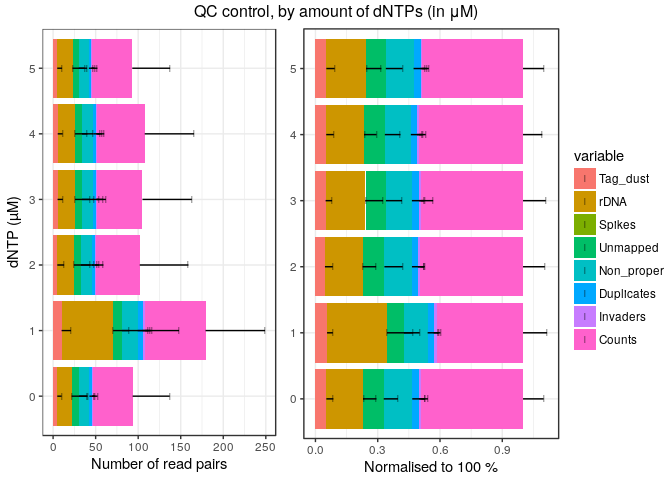 QC control, by amount of dNTPs (in µM)
dNTP (µM)
5
4
3
2
1
0
0
50
100
150
200
250
Number of read pairs
5
4
3
2
1
0
0.0
0.3
0.6
0.9
Normalised to 100 %
variable
Tag_dust
rDNA
Spikes
Unmapped
Non_proper
Duplicates
Invaders
Counts